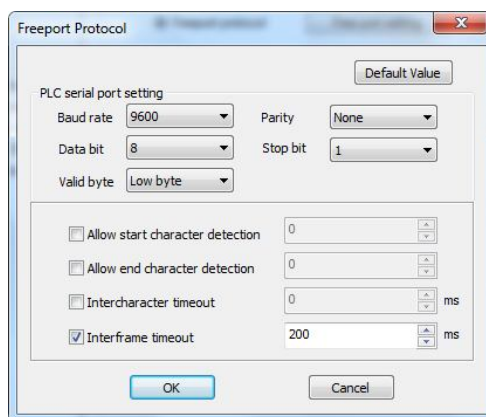 Freeport Protocol
Default Value
PLC serial port setting
Baud rate 9600 Parity None
Data bit 8 Stop bit 1
Valid byte Low byte
Allow start character detection 0
Allow end character detection 0
Intercharacter timeout 0 ms
Interframe timeout 200 ms
OK Cancel